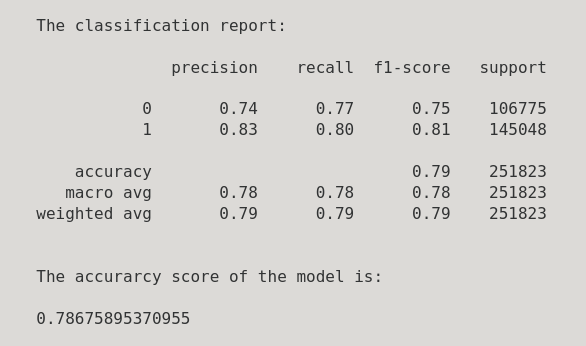 The classification report:
precision recall f1-score support
0 0.74 0.77 0.75 106775
1 0.83 0.80 0.81 145048
accuracy 0.79 251823
macro avg 0.78 0.78 0.78 251823
weighted avg 0.79 0.79 0.79 251823
The accurarcy score of the model is:
0.78675895370955